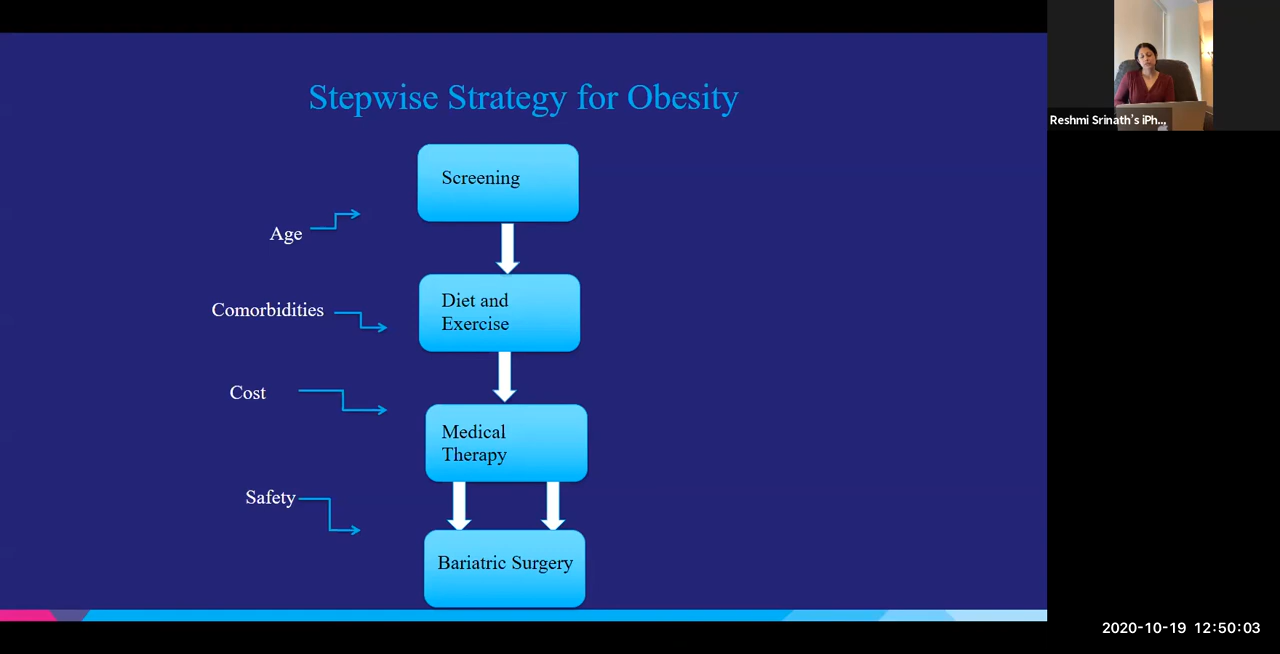 Stepwise Strategy for Obesity
Screening
Age
Diet and
Exercise
Comorbidities
Cost
Medical
Therapy
Safety
Bariatric Surgery
Reshmi Srinath's iPh...
2020-10-19 12:50:03